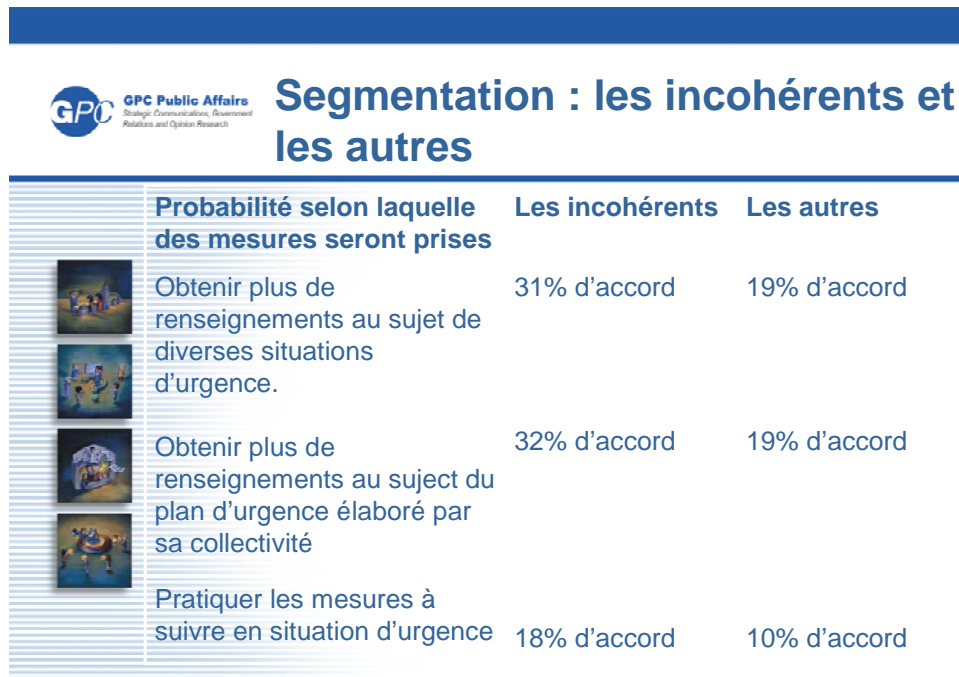 GPC
GPC Public Affairs
Strategic Communications, Government
Relations and Opinion Research
Segmentation : les incohérents et
les autres
Probabilité selon laquelle
des mesures seront prises
Les incohérents
Les autres
Obtenir plus de
renseignements au sujet de
diverses situations
d’urgence.
31% d’accord
19% d’accord
Obtenir plus de
renseignements au suject du
plan d’urgence élaboré par
sa collectivité
32% d’accord
19% d’accord
Pratiquer les mesures à
suivre en situation d’urgence
18% d’accord
10% d’accord